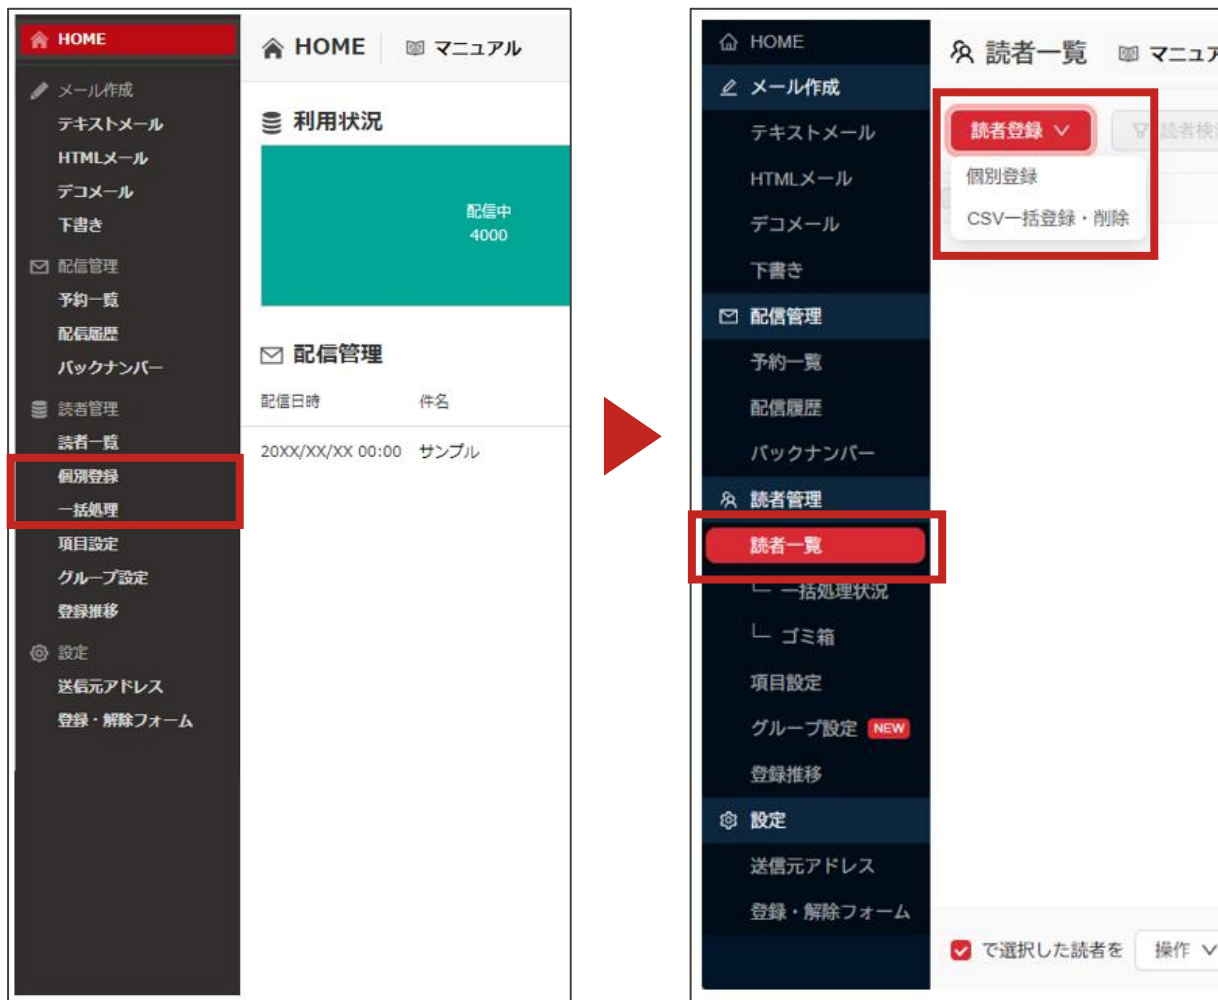 HOME
メール作成
テキストメール
HTMLメール
デコメール
下書き
配信管理
予約一覧
配信履歴
バックナンバー
読者管理
読者一覧
個別登録
一括処理
項目設定
グループ設定
登録推移
設定
送信元アドレス
登録・解除フォーム
HOME マニュアル
利用状況
配信中
4000
配信管理
配信日時 件名
20XX/XX/XX 00:00 サンプル
HOME
メール作成
テキストメール
HTMLメール
デコメール
下書き
配信管理
予約一覧
配信履歴
バックナンバー
読者管理
読者一覧
一括処理状況
ゴミ箱
項目設定
グループ設定 NEW
登録推移
設定
送信元アドレス
登録・解除フォーム
読者一覧 マニュア
読者登録 読者検
個別登録
CSV一括登録・削除
で選択した読者を 操作